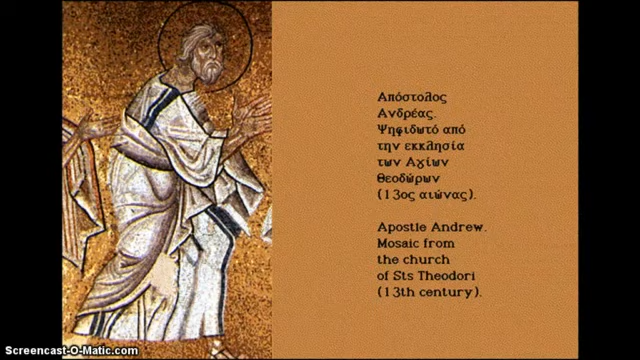 Απόστολος
Ανδρέας.
Ψηφιδωτό από
την εκκλησία
των Αγίων
Θεοδώρων
(13ος αιώνας).
Apostle Andrew.
Mosaic from
the church
of Sts Theodori
(13th century).
Screencast-O-Matic.com